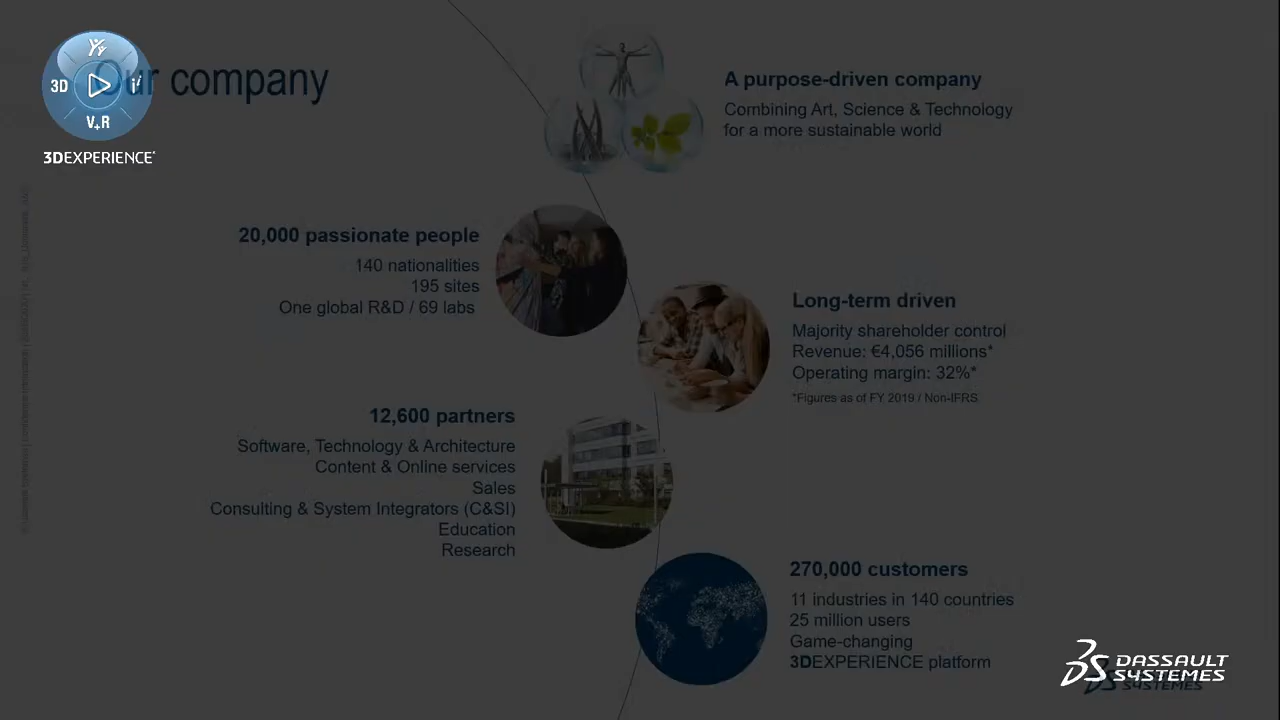 Our company
3D
i
V+R
3DEXPERIENCE
A purpose-driven company
Combining Art, Science & Technology
for a more sustainable world
20,000 passionate people
140 nationalities
195 sites
One global R&D / 69 labs
Long-term driven
Majority shareholder control
Revenue: €4,056 millions*
Operating margin: 32%*
*Figures as of FY 2019 / Non-IFRS
12,600 partners
Software, Technology & Architecture
Content & Online services
Sales
Consulting & System Integrators (C&SI)
Education
Research
270,000 customers
11 industries in 140 countries
25 million users
Game-changing
3DEXPERIENCE platform
DASSAULT
SYSTEMES